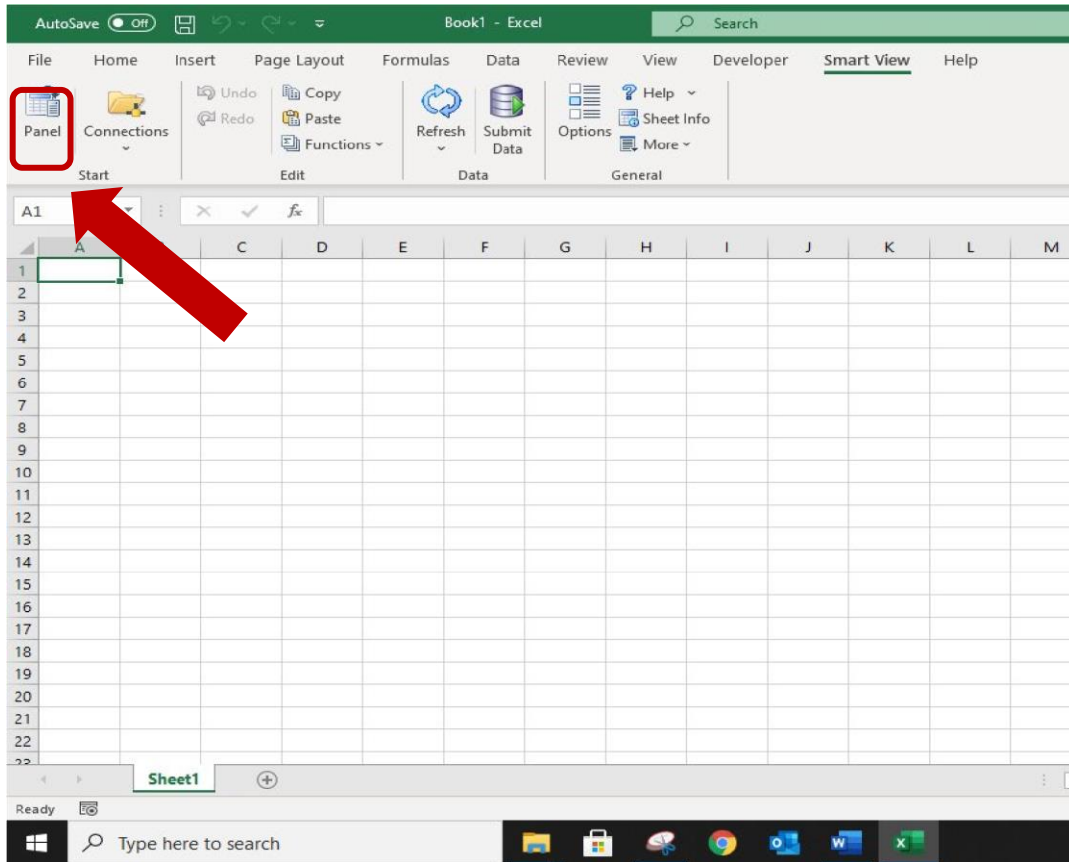 AutoSave Off Book1 - Excel Search
File Home Insert Page Layout Formulas Data Review View Developer Smart View Help
Panel Connections Undo Redo Copy Paste Functions Refresh Submit Data Options Help Sheet Info More
Start Edit Data General
A1 fx
A C D E F G H I J K L M
1
2
3
4
5
6
7
8
9
10
11
12
13
14
15
16
17
18
19
20
21
22
23
Sheet1
Ready
Type here to search